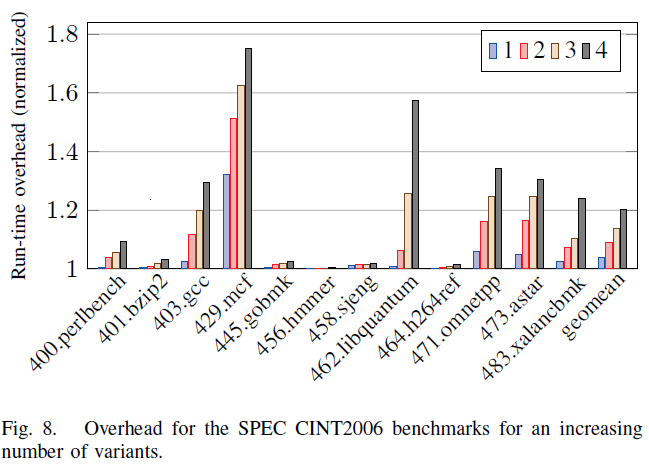 Run-time overhead (normalized)
1.8
1.6
1.4
1.2
1
1 2 3 4
400.perlbench
401.bzip2
403.gcc
429.mcf
445.gobmk
456.hmmer
458.sjeng
462.libquantum
464.h264ref
471.omnetpp
473.astar
483.xalancbmk
geomean
Fig. 8. Overhead for the SPEC CINT2006 benchmarks for an increasing
number of variants.